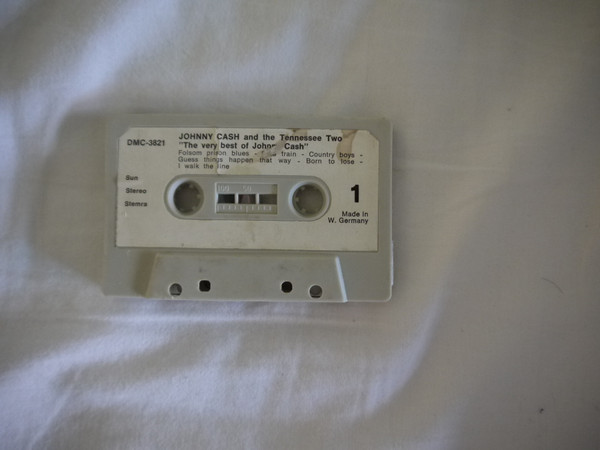 DMC-3821
JOHNNY CASH and the Tennessee Two
"The very best of Johnny Cash"
Folsom prison blues - train - Country boys -
Guess things happen that way - Born to lose -
I walk the line
Sun
Stereo
Stemra
100 50
1
Made in
W. Germany